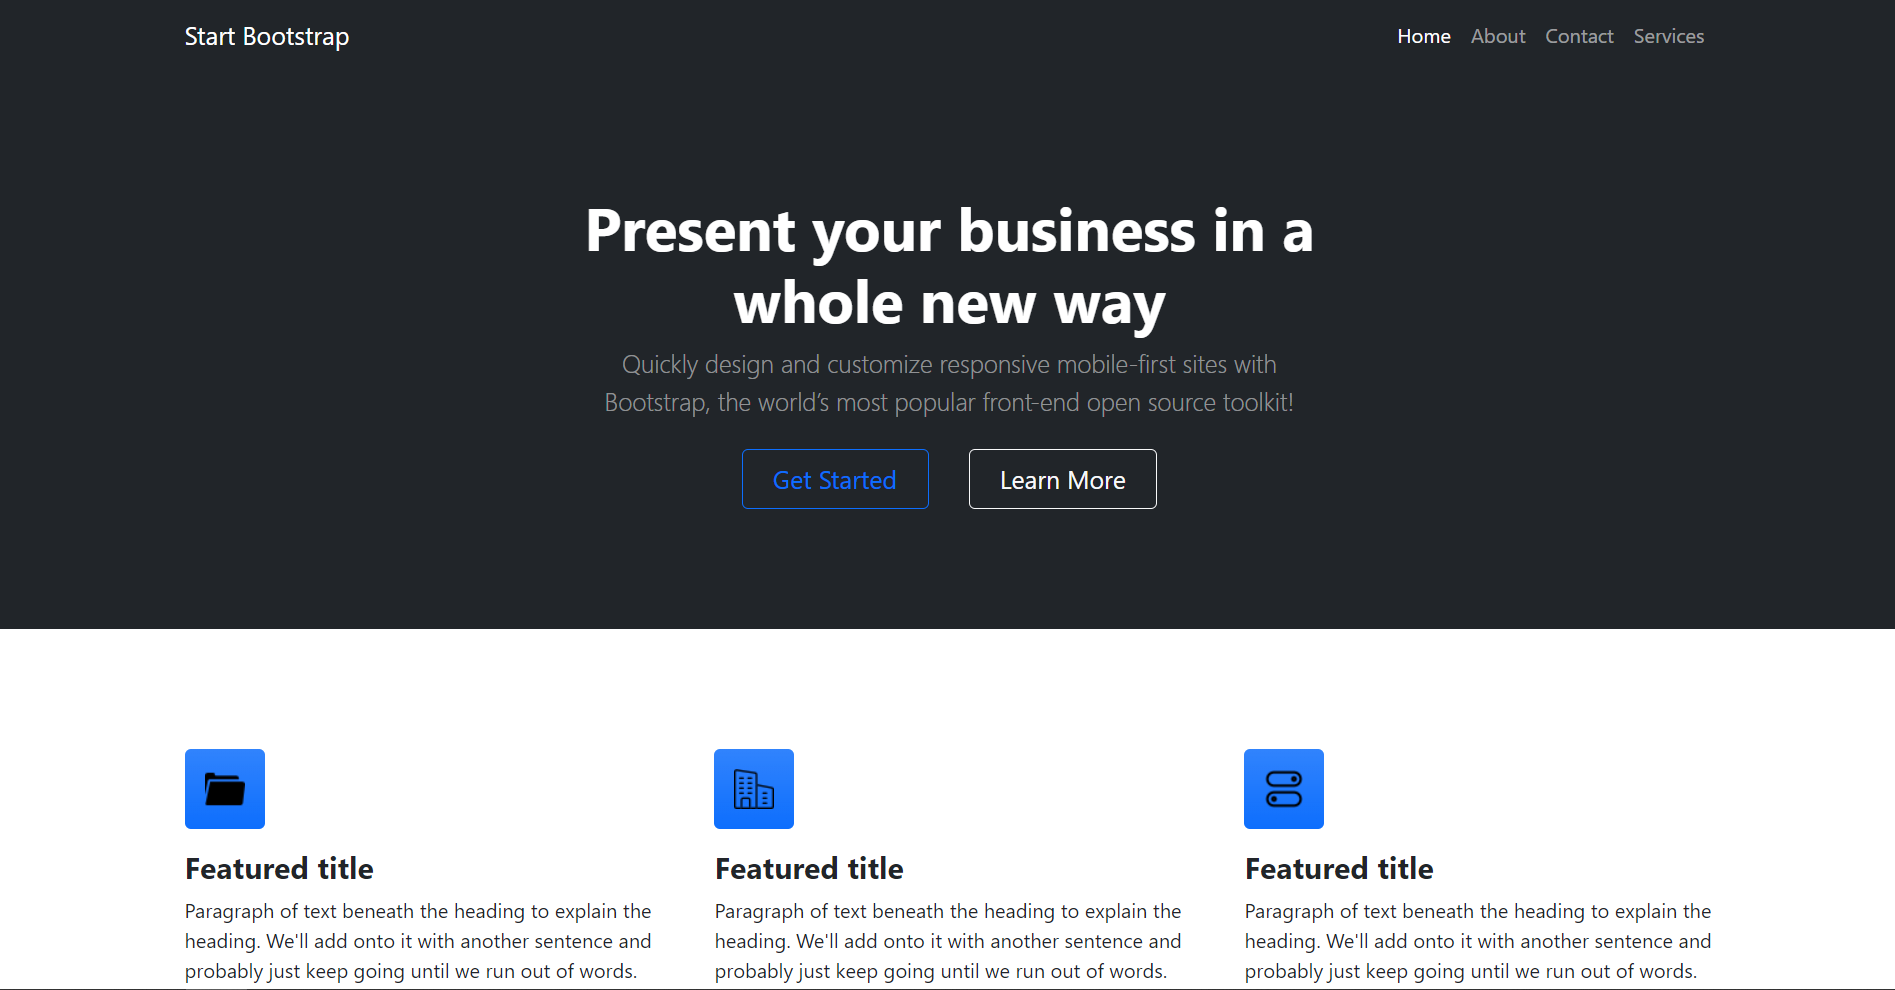 Start Bootstrap
Home About Contact Services
Present your business in a
whole new way
Quickly design and customize responsive mobile-first sites with
Bootstrap, the world’s most popular front-end open source toolkit!
Get Started
Learn More
Featured title
Paragraph of text beneath the heading to explain the
heading. We'll add onto it with another sentence and
probably just keep going until we run out of words.
Featured title
Paragraph of text beneath the heading to explain the
heading. We'll add onto it with another sentence and
probably just keep going until we run out of words.
Featured title
Paragraph of text beneath the heading to explain the
heading. We'll add onto it with another sentence and
probably just keep going until we run out of words.